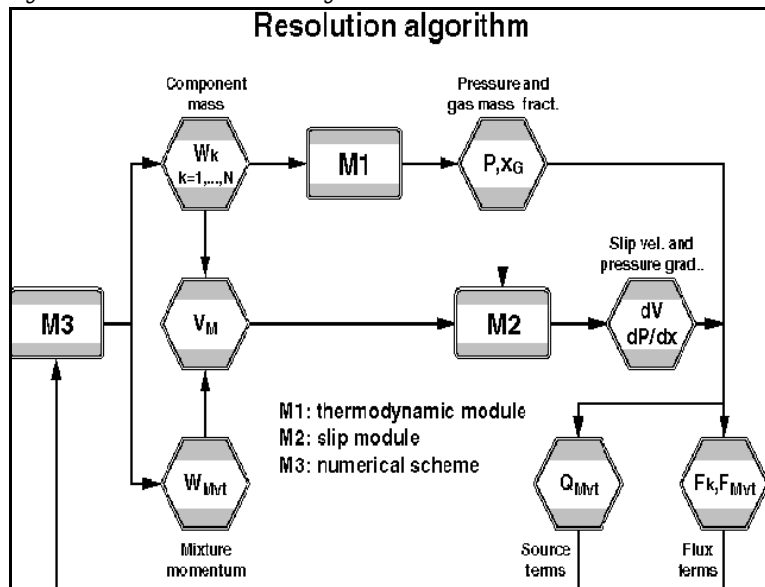 Resolution algorithm
Component
mass
Pressure and
gas mass fract.
Wk
k=1,...,N
M1
P,xG
Slip vel. and
pressure grad..
M3
VM
M2
dV
dP/dx
M1: thermodynamic module
M2: slip module
M3: numerical scheme
WMvt
QMvt
Fk,FMvt
Mixture
momentum
Source
terms
Flux
terms